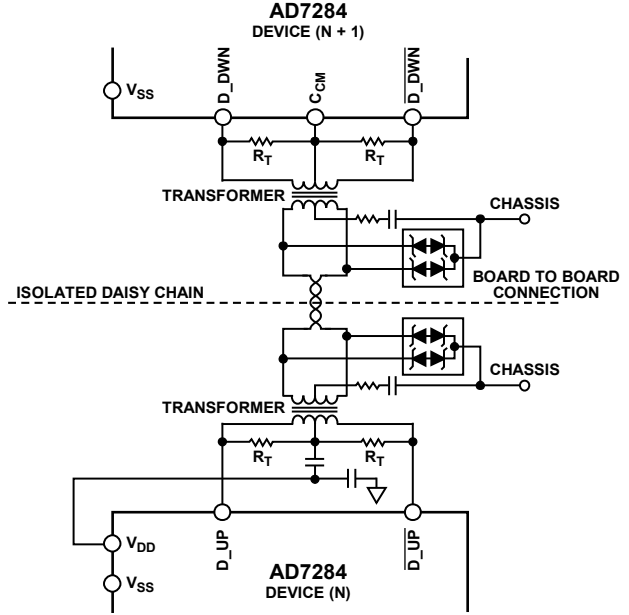 AD7284
DEVICE (N + 1)
VSS
D_DWN
CCM
D_DWN
RT
RT
TRANSFORMER
CHASSIS
ISOLATED DAISY CHAIN
BOARD TO BOARD
CONNECTION
CHASSIS
TRANSFORMER
RT
RT
VDD
VSS
D_UP
D_UP
AD7284
DEVICE (N)